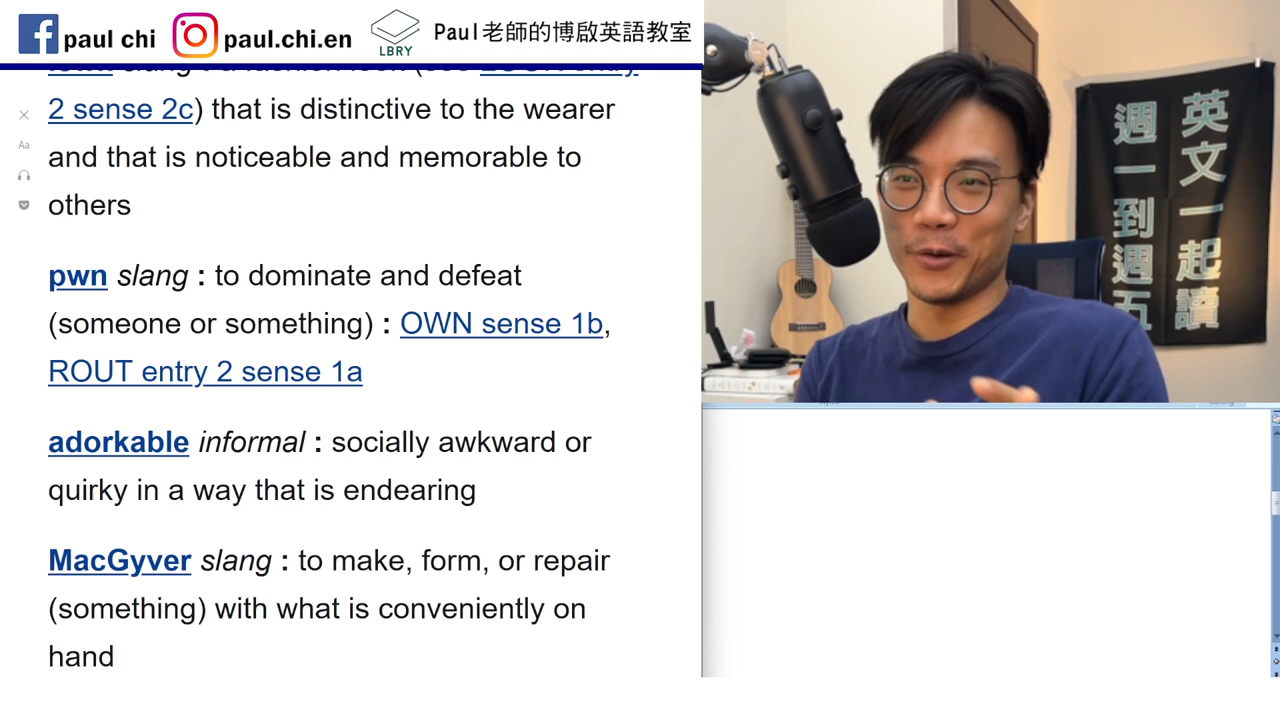 paul chi
paul.chi.en
LBRY
Paul老師的博啟英語教室
2 sense 2c) that is distinctive to the wearer
and that is noticeable and memorable to
others
Aa
pwn slang : to dominate and defeat
(someone or something) : OWN sense 1b,
ROUT entry 2 sense 1a
adorkable informal : socially awkward or
quirky in a way that is endearing
MacGyver slang : to make, form, or repair
(something) with what is conveniently on
hand
英文一起讀
週一到週五